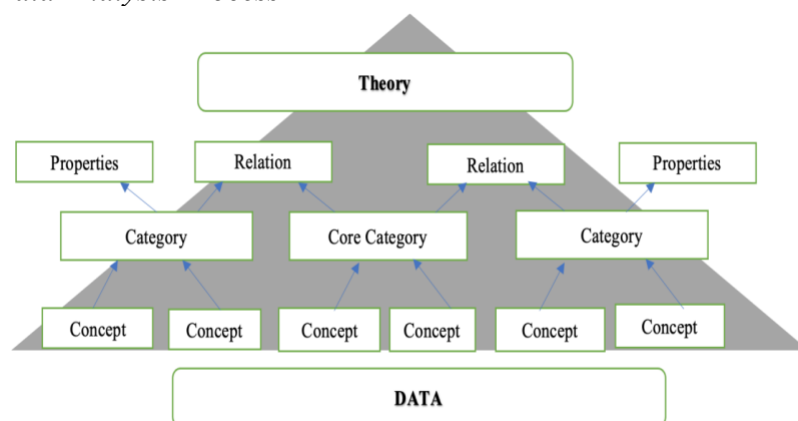 Theory
Properties
Relation
Relation
Properties
Category
Core Category
Category
Concept
Concept
Concept
Concept
Concept
Concept
DATA